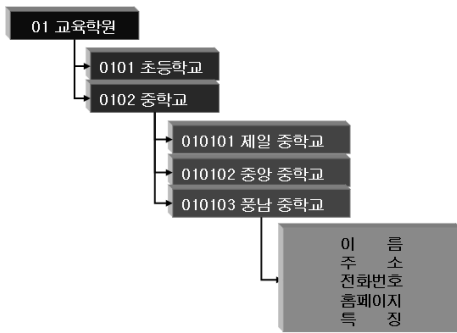 01 교육학원
0101 초등학교
0102 중학교
010101 제일 중학교
010102 중앙 중학교
010103 풍남 중학교
이 름
주 소
전화번호
홈페이지
특 징